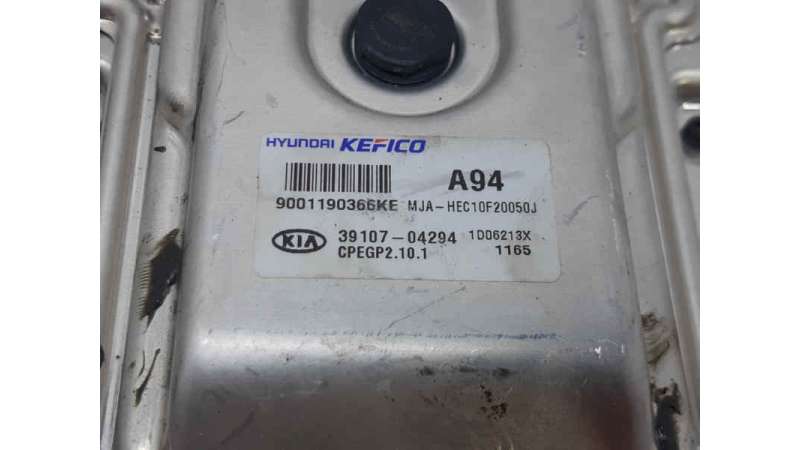 HYUNDAI KEFICO
A94
9001190366KE MJA-HEC10F20050J
KIA 39107-04294 1D06213X
CPEGP2.10.1 1165